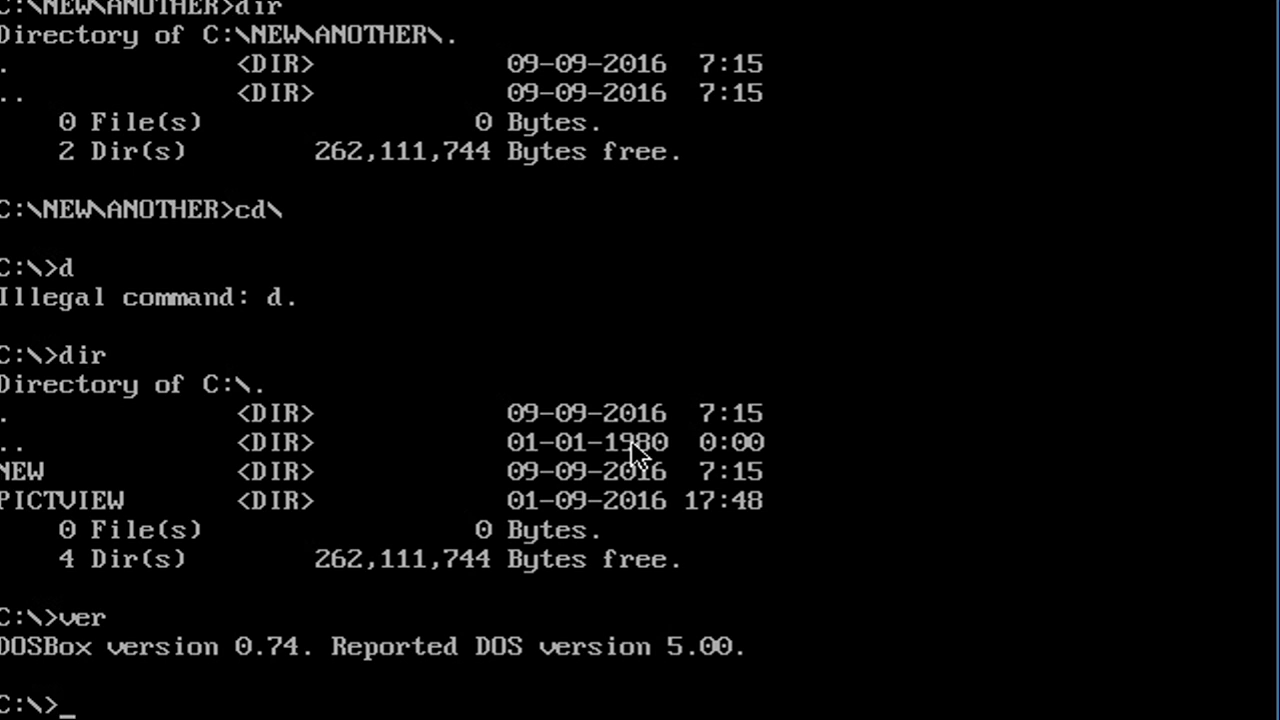 C:\NEW\ANOTHER>dir
Directory of C:\NEW\ANOTHER\.
. <DIR> 09-09-2016 7:15
.. <DIR> 09-09-2016 7:15
0 File(s) 0 Bytes.
2 Dir(s) 262,111,744 Bytes free.
C:\NEW\ANOTHER>cd\
C:\>d
Illegal command: d.
C:\>dir
Directory of C:\.
. <DIR> 09-09-2016 7:15
.. <DIR> 01-01-1980 0:00
NEW <DIR> 09-09-2016 7:15
PICTVIEW <DIR> 01-09-2016 17:48
0 File(s) 0 Bytes.
4 Dir(s) 262,111,744 Bytes free.
C:\>ver
DOSBox version 0.74. Reported DOS version 5.00.
C:\>_